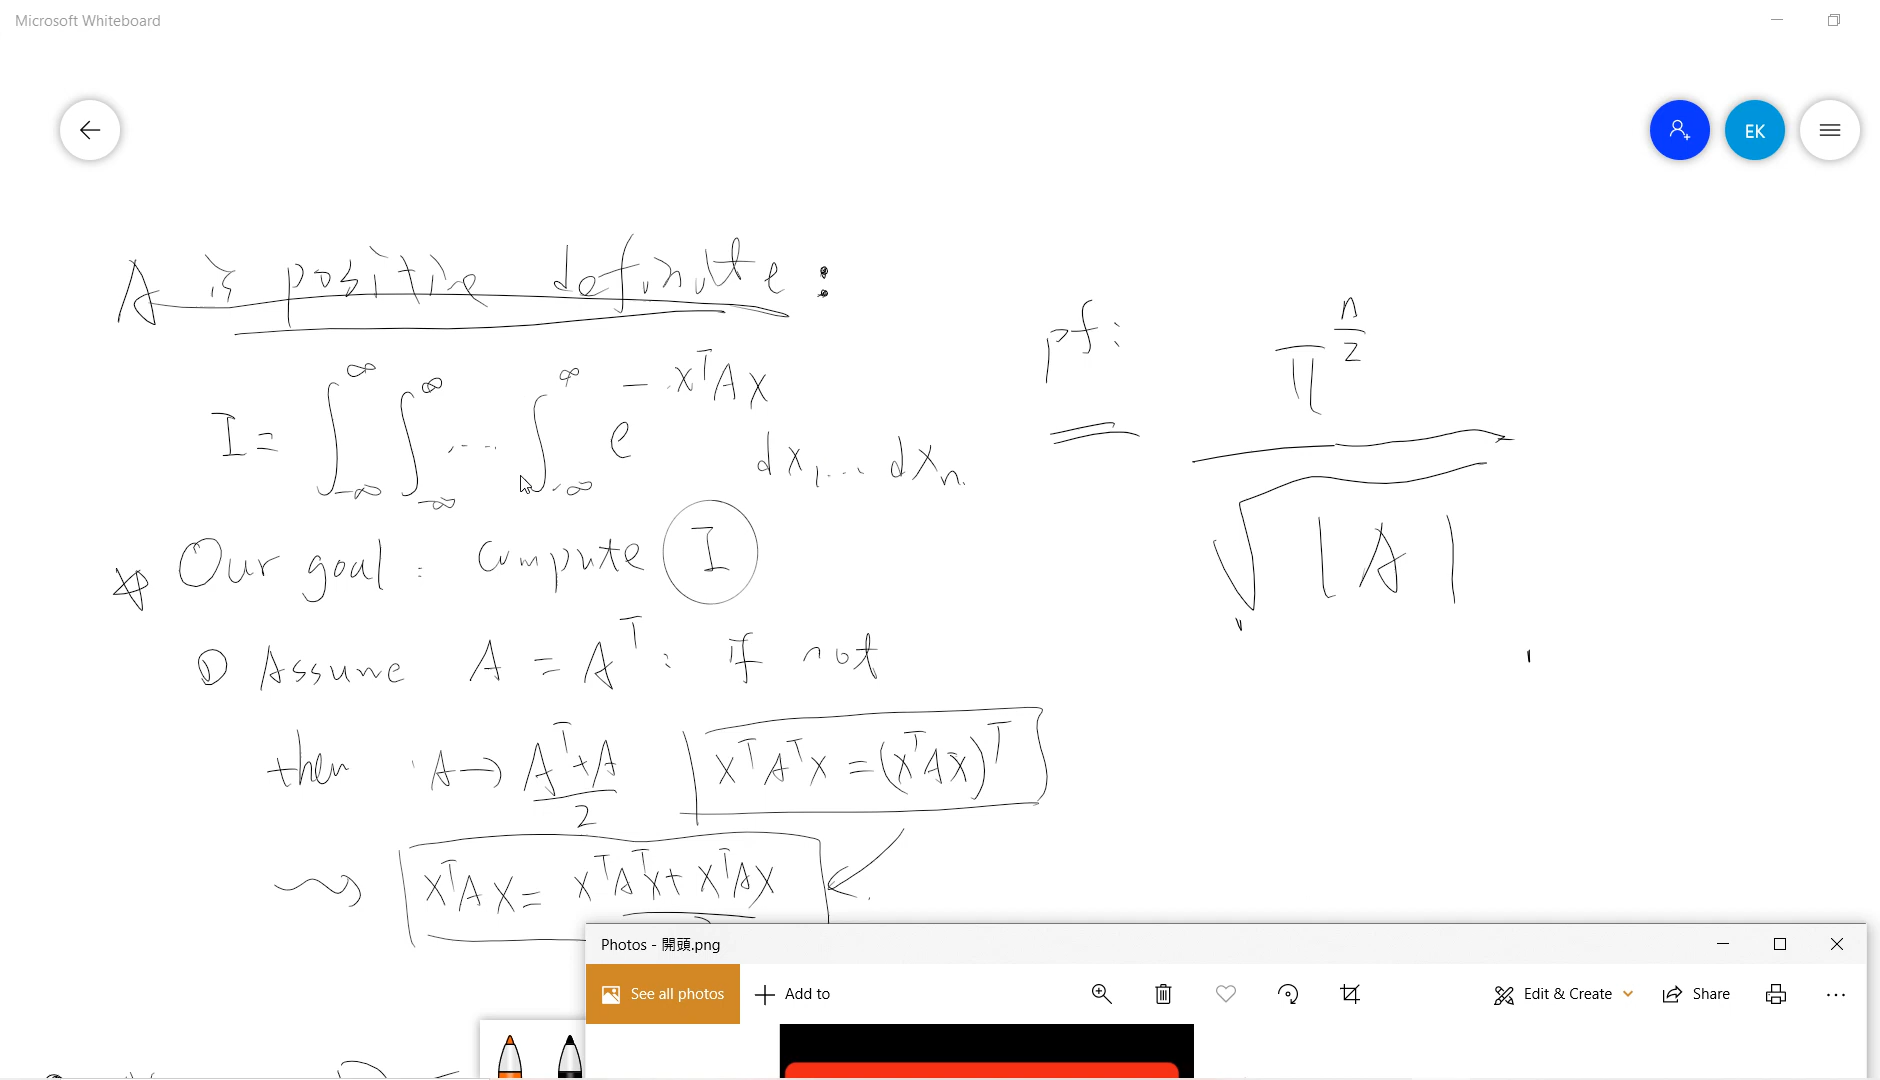 Microsoft Whiteboard
EK
A is positive definite:
I = ∫_{-∞}^{∞} ∫_{-∞}^{∞} .... ∫_{-∞}^{∞} e^{-x^T A x} dx_1 ... dx_n.
Our goal: compute I
① Assume A = A^T: If not
then A → (A^T+A)/2
x^T A^T x = (x^T A x)^T
x^T A x = x^T A^T x + x^T A x
pf:
π^{n/2}
√|A|
Photos - 開頭.png
See all photos
Add to
Edit & Create
Share